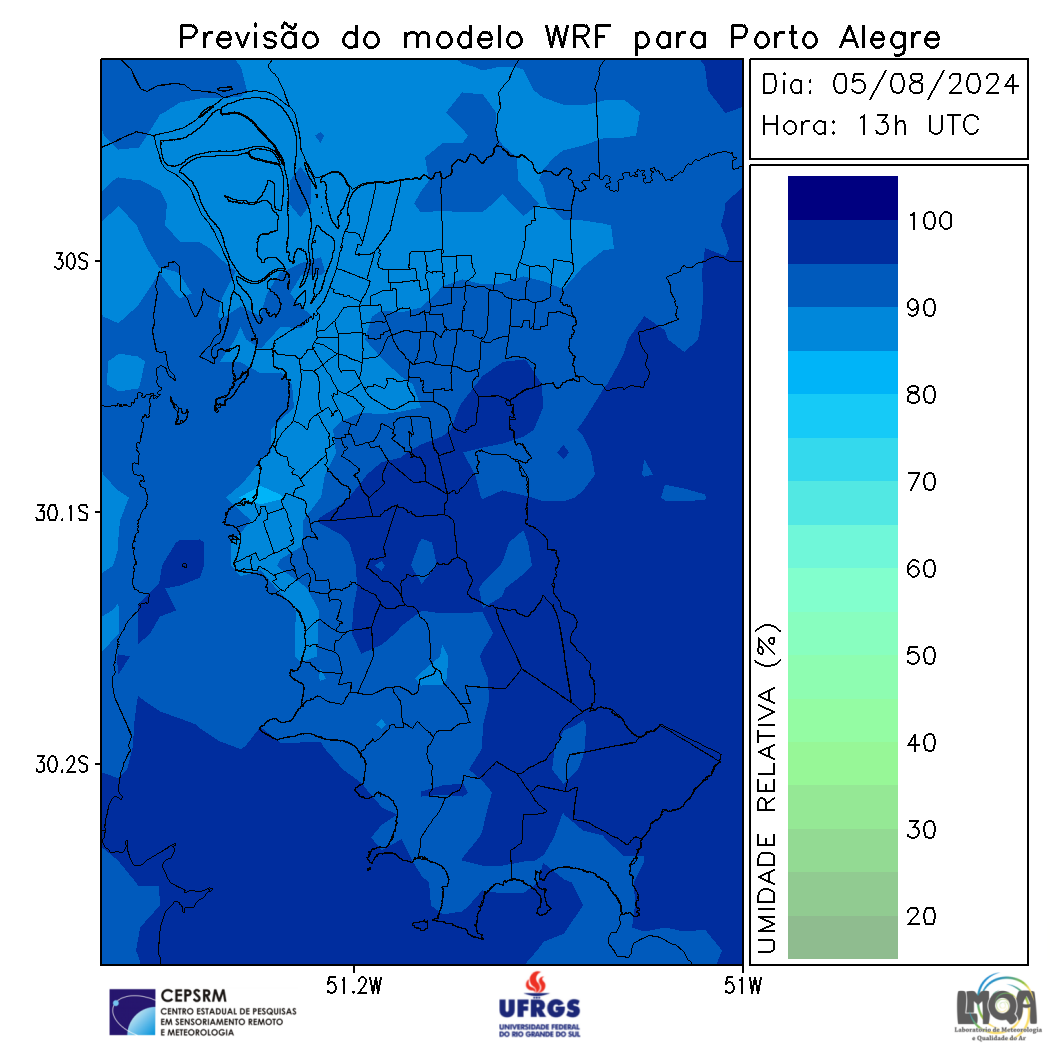 Previsão do modelo WRF para Porto Alegre
Dia: 05/08/2024
Hora: 13h UTC
100
90
80
70
60
50
40
30
20
UMIDADE RELATIVA (%)
30S
30.1S
30.2S
51.2W
51W
CEPSRM
CENTRO ESTADUAL DE PESQUISAS
EM SENSORIAMENTO REMOTO
E METEOROLOGIA
UFRGS
UNIVERSIDADE FEDERAL
DO RIO GRANDE DO SUL
LMQA
Laboratório de Meteorologia
e Qualidade do Ar